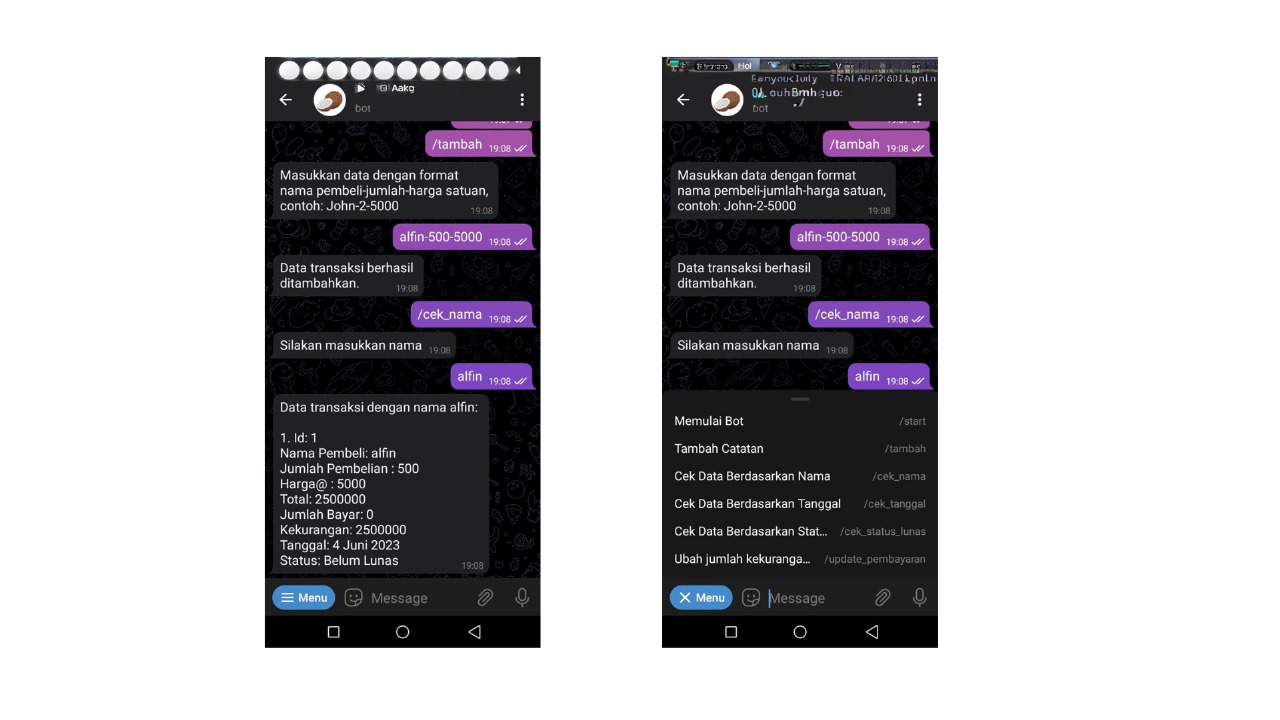 Aakg
bot
/tambah 19:08
Masukkan data dengan format
nama pembeli-jumlah-harga satuan,
contoh: John-2-5000
19:08
alfin-500-5000 19:08
Data transaksi berhasil
ditambahkan.
19:08
/cek_nama 19:08
Silakan masukkan nama 19:08
alfin 19:08
Data transaksi dengan nama alfin:
1. Id: 1
Nama Pembeli: alfin
Jumlah Pembelian : 500
Harga@ : 5000
Total: 2500000
Jumlah Bayar: 0
Kekurangan: 2500000
Tanggal: 4 Juni 2023
Status: Belum Lunas
19:08
Menu Message
bot
/tambah 19:08
Masukkan data dengan format
nama pembeli-jumlah-harga satuan,
contoh: John-2-5000
19:08
alfin-500-5000 19:08
Data transaksi berhasil
ditambahkan.
19:08
/cek_nama 19:08
Silakan masukkan nama 19:08
alfin 19:08
Memulai Bot /start
Tambah Catatan /tambah
Cek Data Berdasarkan Nama /cek_nama
Cek Data Berdasarkan Tanggal /cek_tanggal
Cek Data Berdasarkan Stat... /cek_status_lunas
Ubah jumlah kekuranga... /update_pembayaran
Menu Message